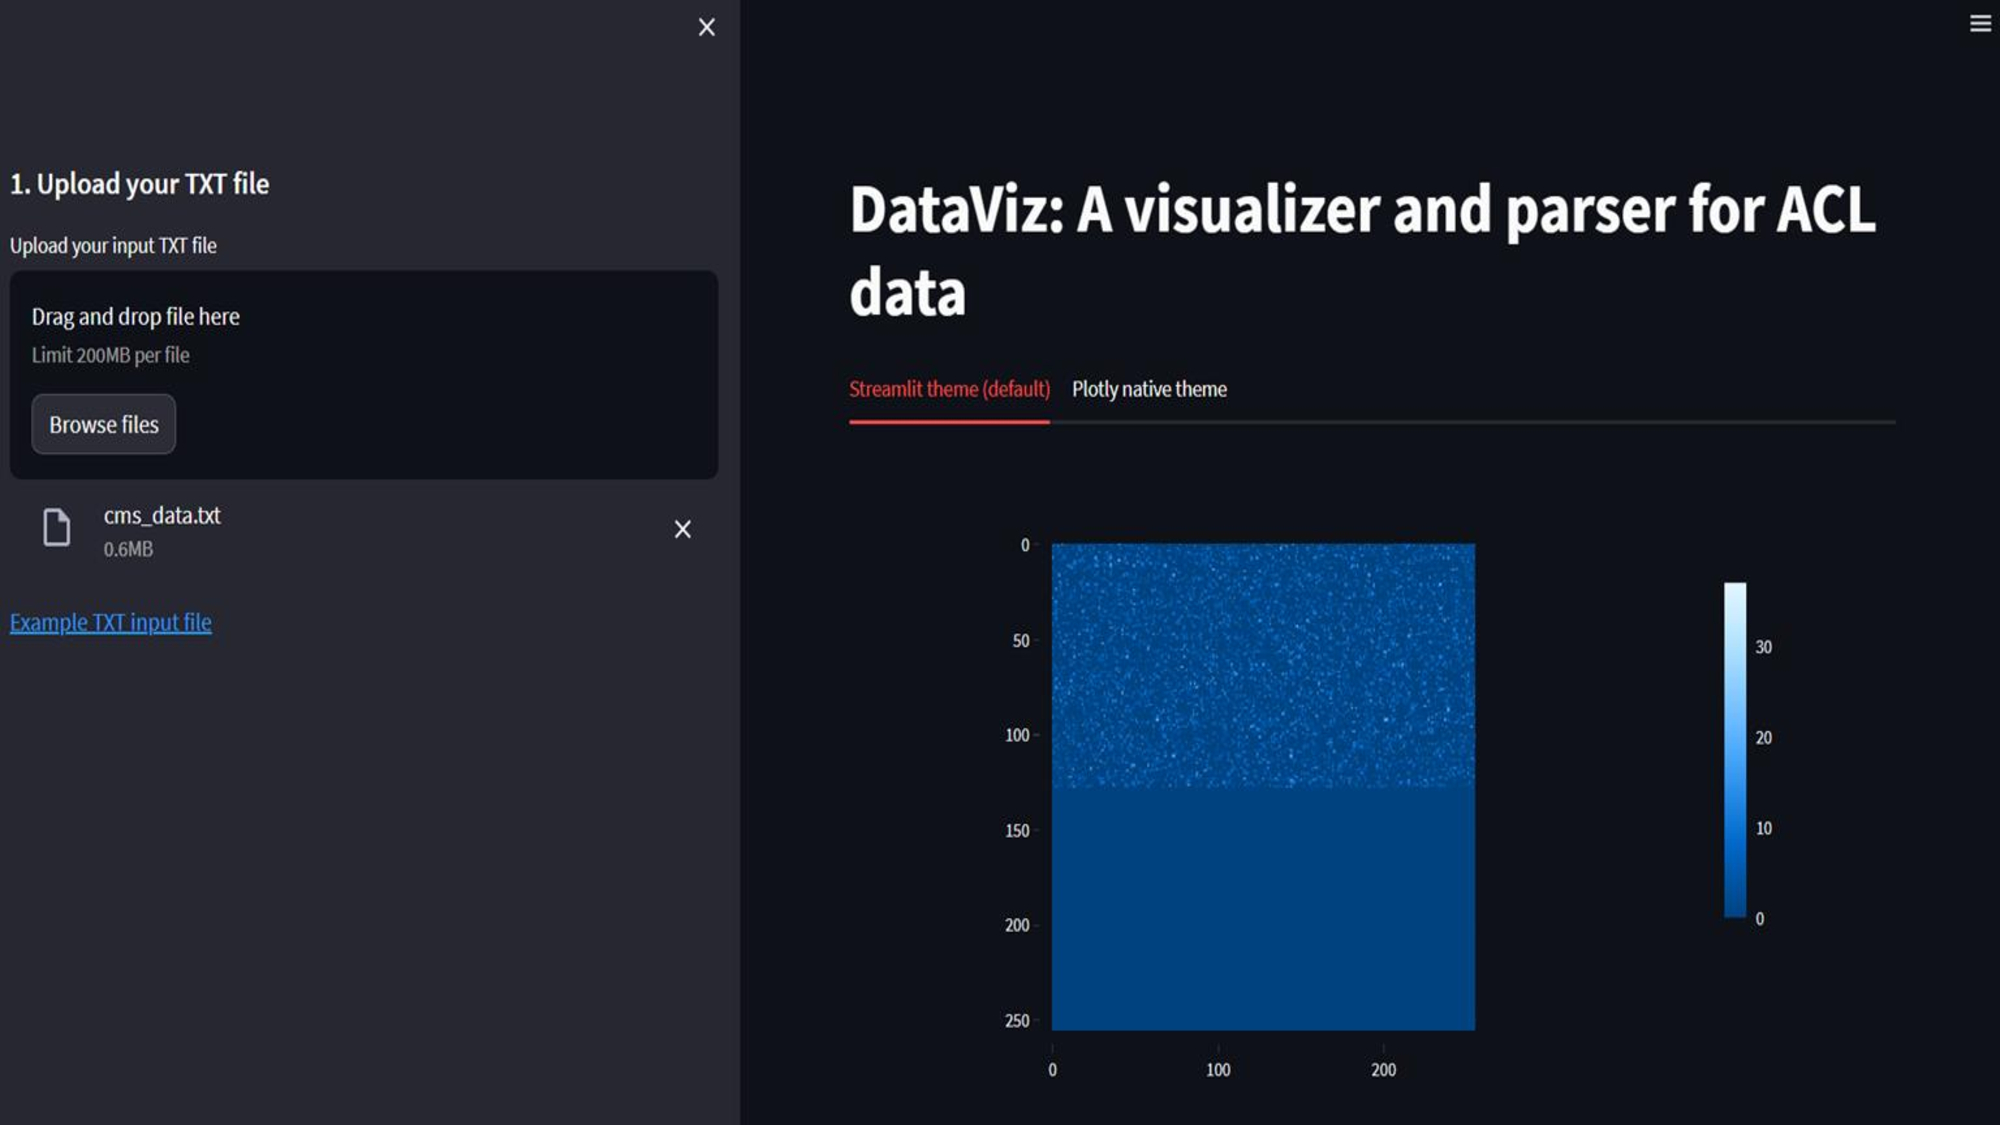 1. Upload your TXT file
Upload your input TXT file
Drag and drop file here
Limit 200MB per file
Browse files
cms_data.txt
0.6MB
Example TXT input file
DataViz: A visualizer and parser for ACL
data
Streamlit theme (default) Plotly native theme
0
50
100
150
200
250
0 100 200
30
20
10
0